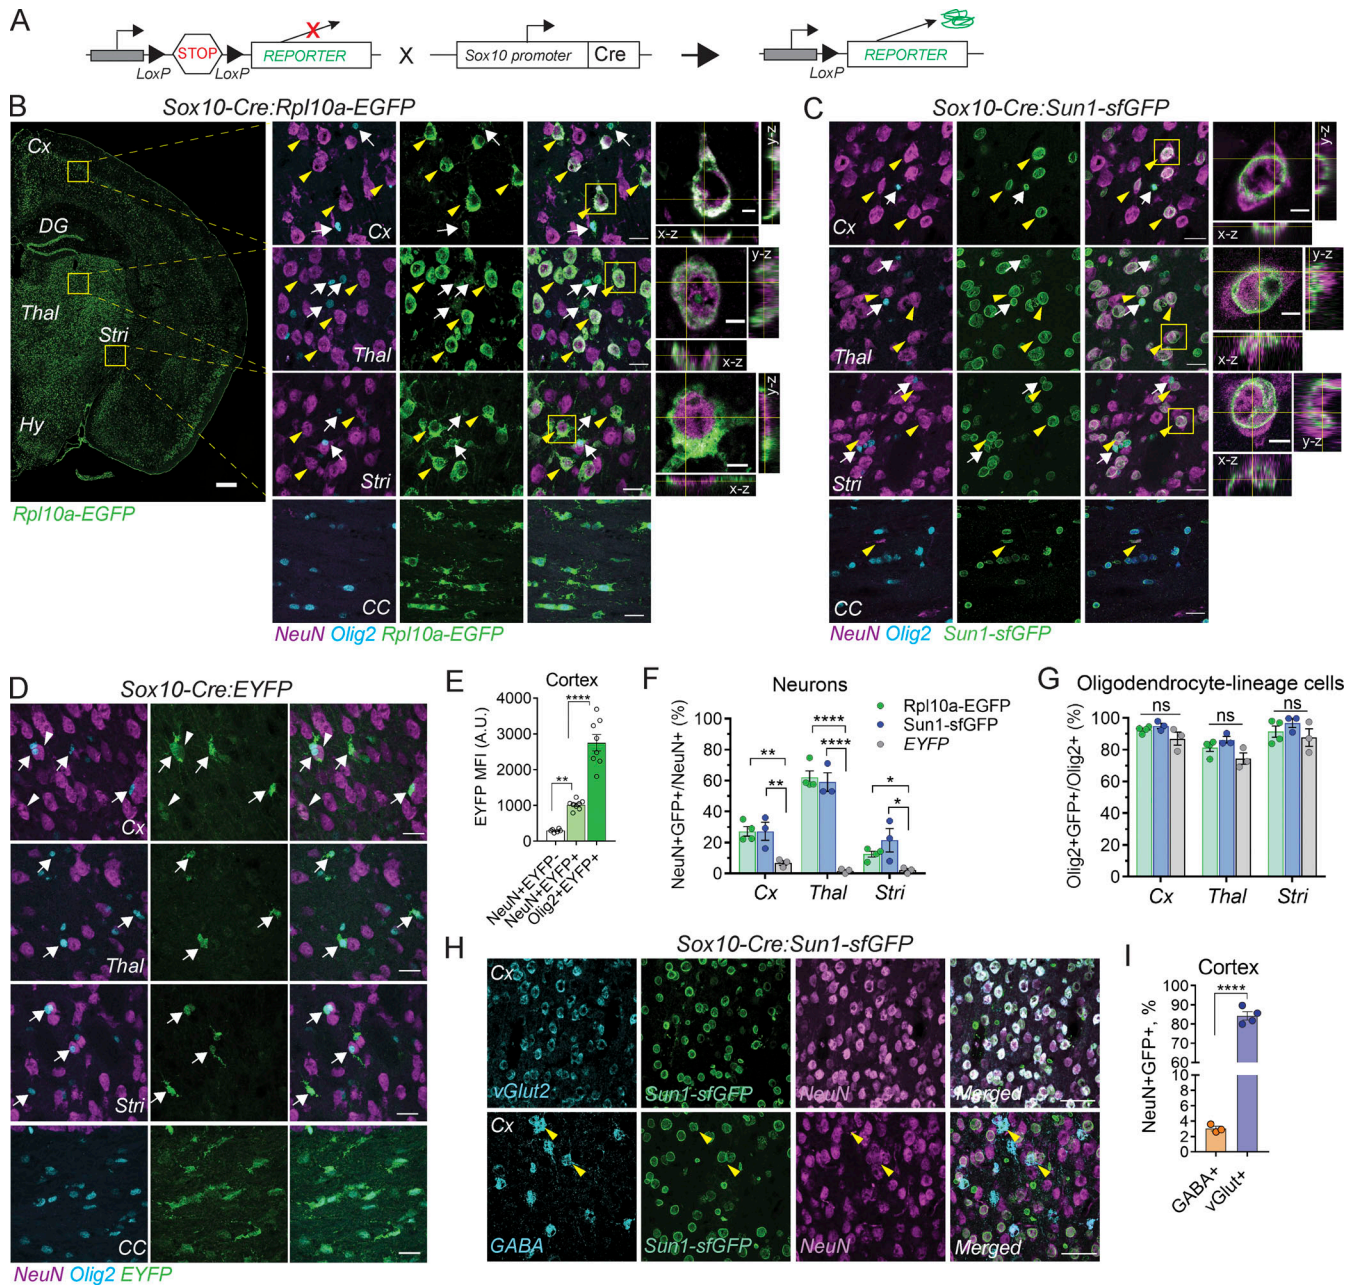 A
STOP
X
REPORTER
LoxP
LoxP
X
Sox10 promoter
Cre
REPORTER
LoxP
B
Sox10-Cre:Rpl10a-EGFP
Cx
DG
Thal
Stri
Hy
Rpl10a-EGFP
Cx
y-z
x-z
Thal
y-z
x-z
Stri
y-z
x-z
CC
NeuN Olig2 Rpl10a-EGFP
C
Sox10-Cre:Sun1-sfGFP
Cx
y-z
x-z
Thal
y-z
x-z
Stri
y-z
x-z
CC
NeuN Olig2 Sun1-sfGFP
D
Sox10-Cre:EYFP
Cx
Thal
Stri
CC
NeuN Olig2 EYFP
E
Cortex
EYFP MFI (A.U.)
4000
3000
2000
1000
0
****
**
NeuN+EYFP-
NeuN+EYFP+
Olig2+EYFP+
F
Neurons
Rpl10a-EGFP
Sun1-sfGFP
EYFP
NeuN+GFP+/NeuN+ (%)
100
80
60
40
20
0
**
**
****
****
*
*
Cx
Thal
Stri
G
Oligodendrocyte-lineage cells
Olig2+GFP+/Olig2+ (%)
100
80
60
40
20
0
ns
ns
ns
Cx
Thal
Stri
H
Sox10-Cre:Sun1-sfGFP
Cx
vGlut2
Sun1-sfGFP
NeuN
Merged
Cx
GABA
Sun1-sfGFP
NeuN
Merged
I
Cortex
****
NeuN+GFP+, %
100
90
80
70
60
10
8
6
4
2
0
GABA+
vGlut+